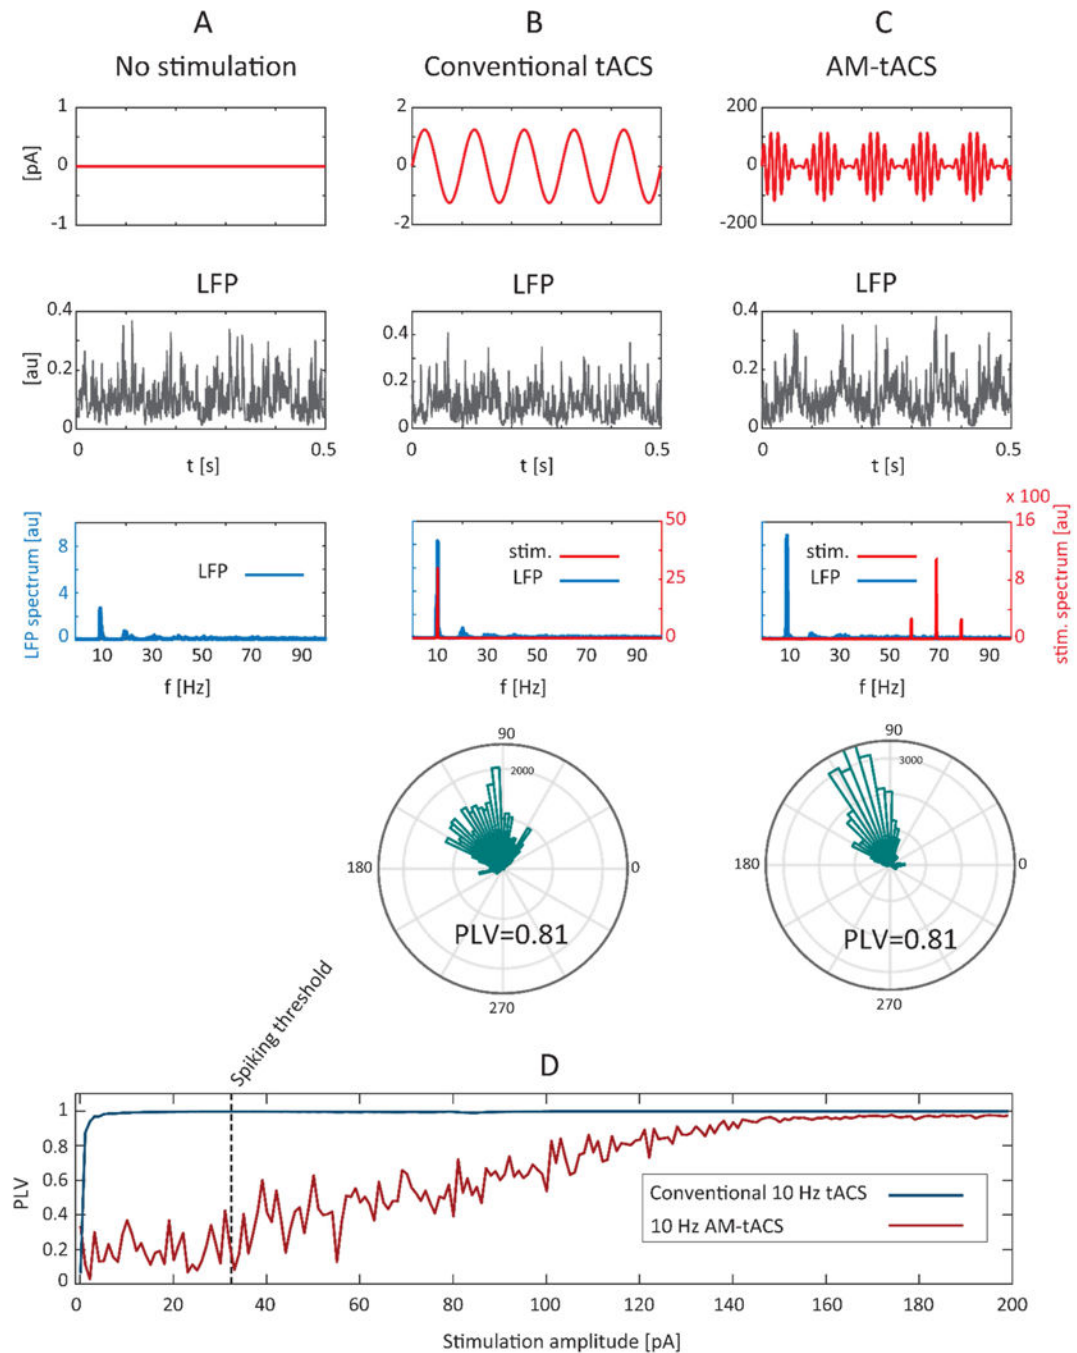 A B C
No stimulation Conventional tACS AM-tACS
1 2 200
[pA] 0 0 0
-1 -2 -200
LFP LFP LFP
0.4 0.4 0.4
[au] 0.2 0.2 0.2
0 0 0
0 0.5 0 0.5 0 0.5
t [s] t [s] t [s]
x 100
LFP spectrum [au] 8 4 2 0
LFP
10 30 50 70 90
f [Hz]
50 25 0
stim.
LFP
10 30 50 70 90
f [Hz]
16 8 0 stim. spectrum [au]
stim.
LFP
10 30 50 70 90
f [Hz]
90 2000 180 0 270
PLV=0.81
90 3000 180 0 270
PLV=0.81
Spiking threshold
D
PLV
1
0.8
0.6
0.4
0.2
0
Conventional 10 Hz tACS
10 Hz AM-tACS
0 20 40 60 80 100 120 140 160 180 200
Stimulation amplitude [pA]